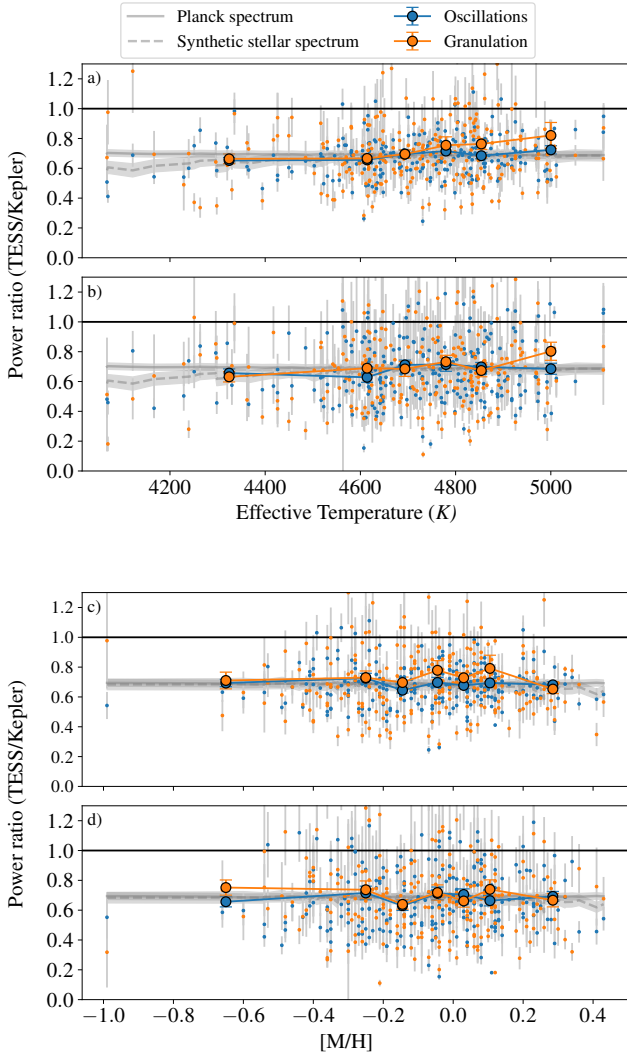 Planck spectrum
Synthetic stellar spectrum
Oscillations
Granulation
a)
1.2
1.0
0.8
0.6
0.4
0.2
0.0
b)
1.2
1.0
0.8
0.6
0.4
0.2
0.0
Power ratio (TESS/Kepler)
4200 4400 4600 4800 5000
Effective Temperature (K)
c)
1.2
1.0
0.8
0.6
0.4
0.2
0.0
d)
1.2
1.0
0.8
0.6
0.4
0.2
0.0
Power ratio (TESS/Kepler)
−1.0 −0.8 −0.6 −0.4 −0.2 0.0 0.2 0.4
[M/H]